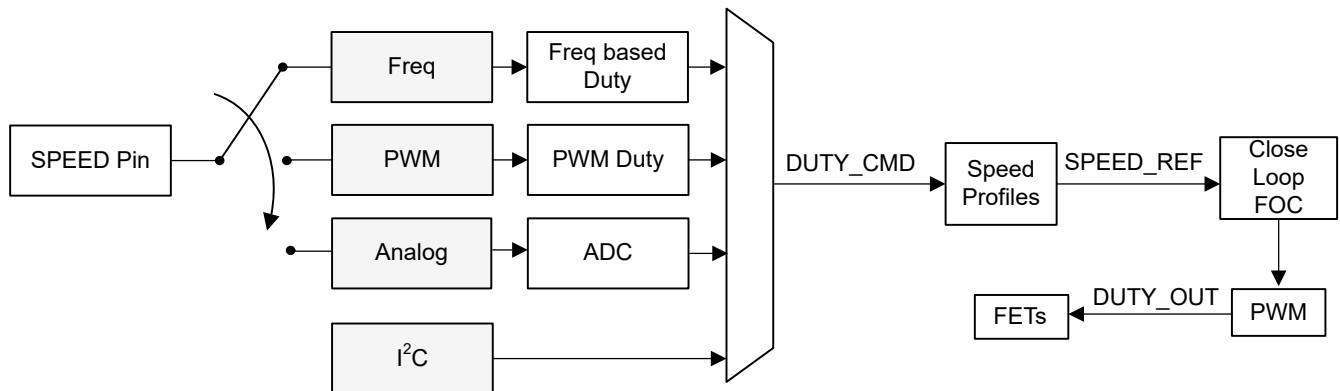 Freq
Freq based
Duty
SPEED Pin
PWM
PWM Duty
DUTY_CMD
Speed
Profiles
SPEED_REF
Close
Loop
FOC
Analog
ADC
FETs
DUTY_OUT
PWM
I²C